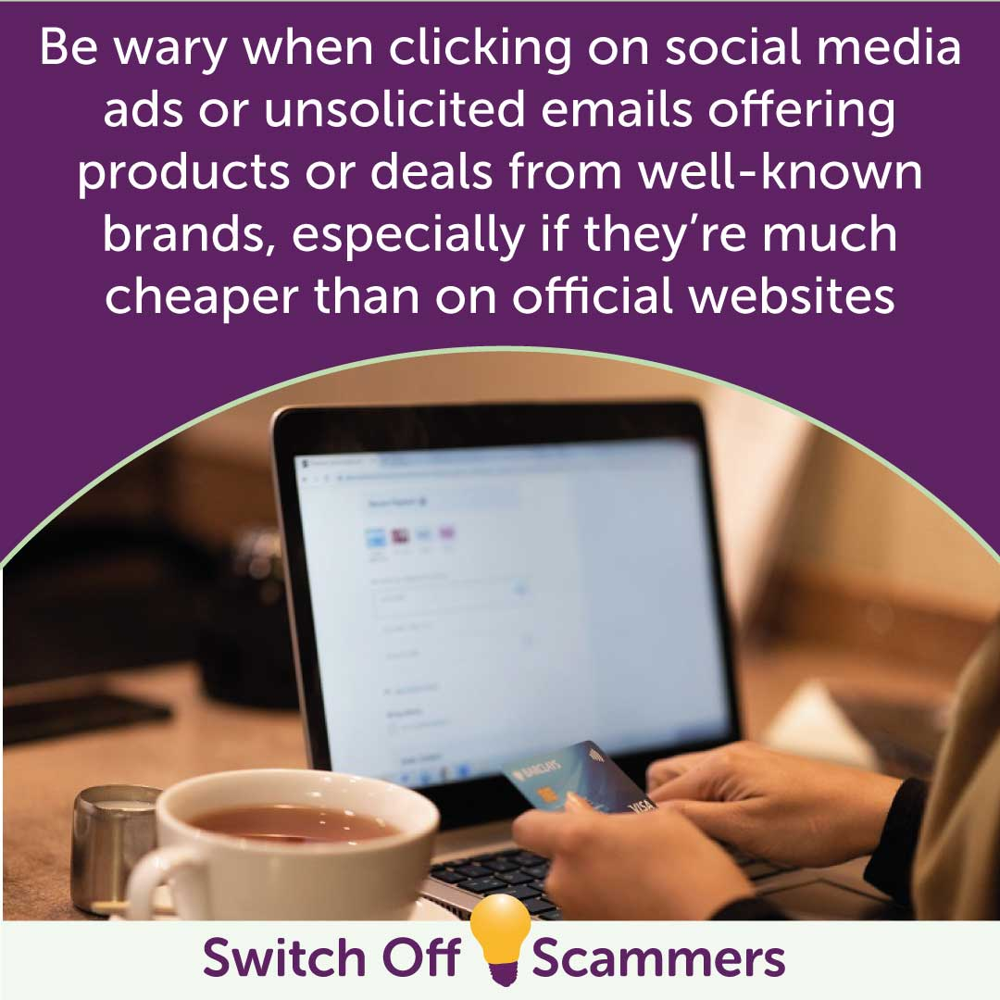 Be wary when clicking on social media
ads or unsolicited emails offering
products or deals from well-known
brands, especially if they’re much
cheaper than on official websites
BARCLAYS
VISA
Switch Off Scammers